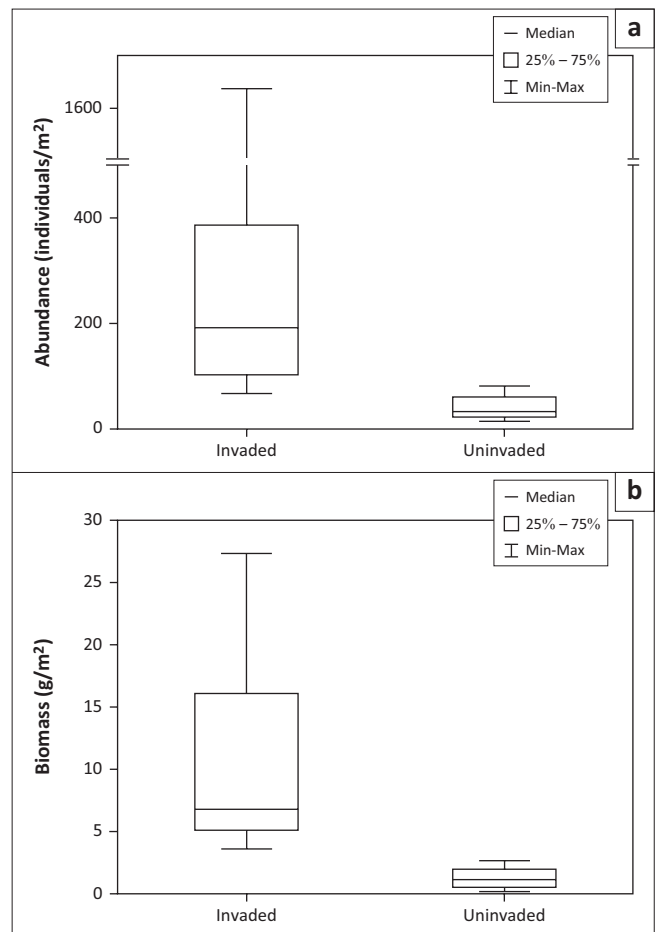 a
— Median
25% – 75%
Min-Max
Abundance (individuals/m²)
1600
400
200
0
Invaded Uninvaded
b
— Median
25% – 75%
Min-Max
Biomass (g/m²)
30
25
20
15
10
5
0
Invaded Uninvaded